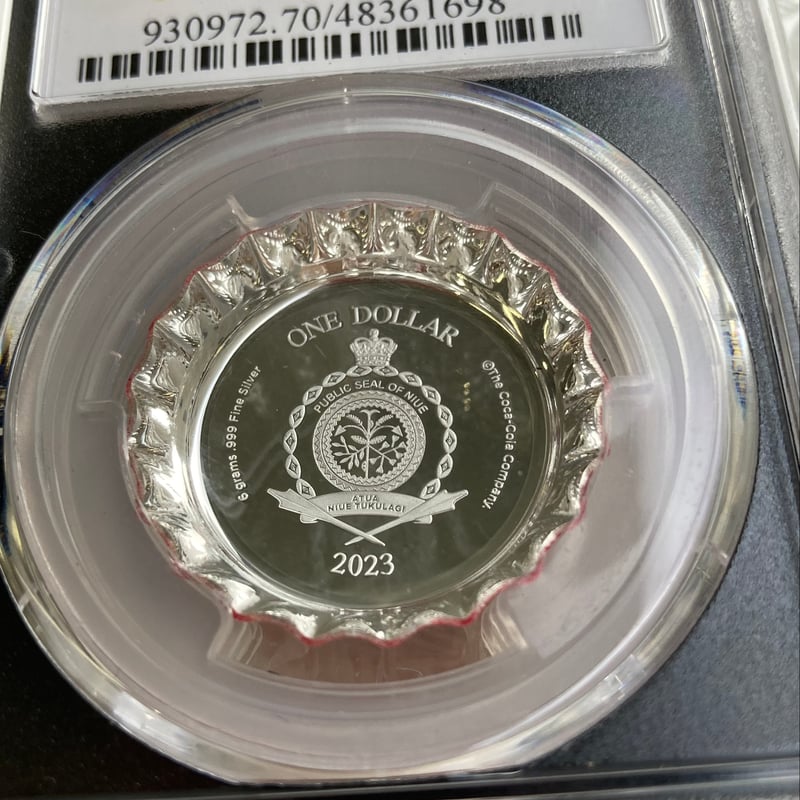 930972.70/48361698
ONE DOLLAR
PUBLIC SEAL OF NIUE
6 grams .999 Fine Silver
©The Coca-Cola Company.
ATUA
NIUE TUKULAGI
2023